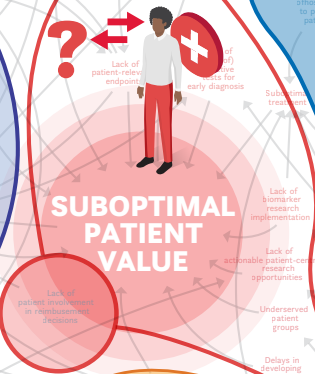 ?
Lack of
patient-relev
endpoints
of
of)
ive
tests for
early diagnosis
Suboptimal
treatment
SUBOPTIMAL
PATIENT
VALUE
Lack of
biomarker
research
implementation
Lack of
actionable patient-cent
research
opportunities
Lack of
patient involvement
in reimbursement
decisions
Underserved
patient
groups
Delays in
developing